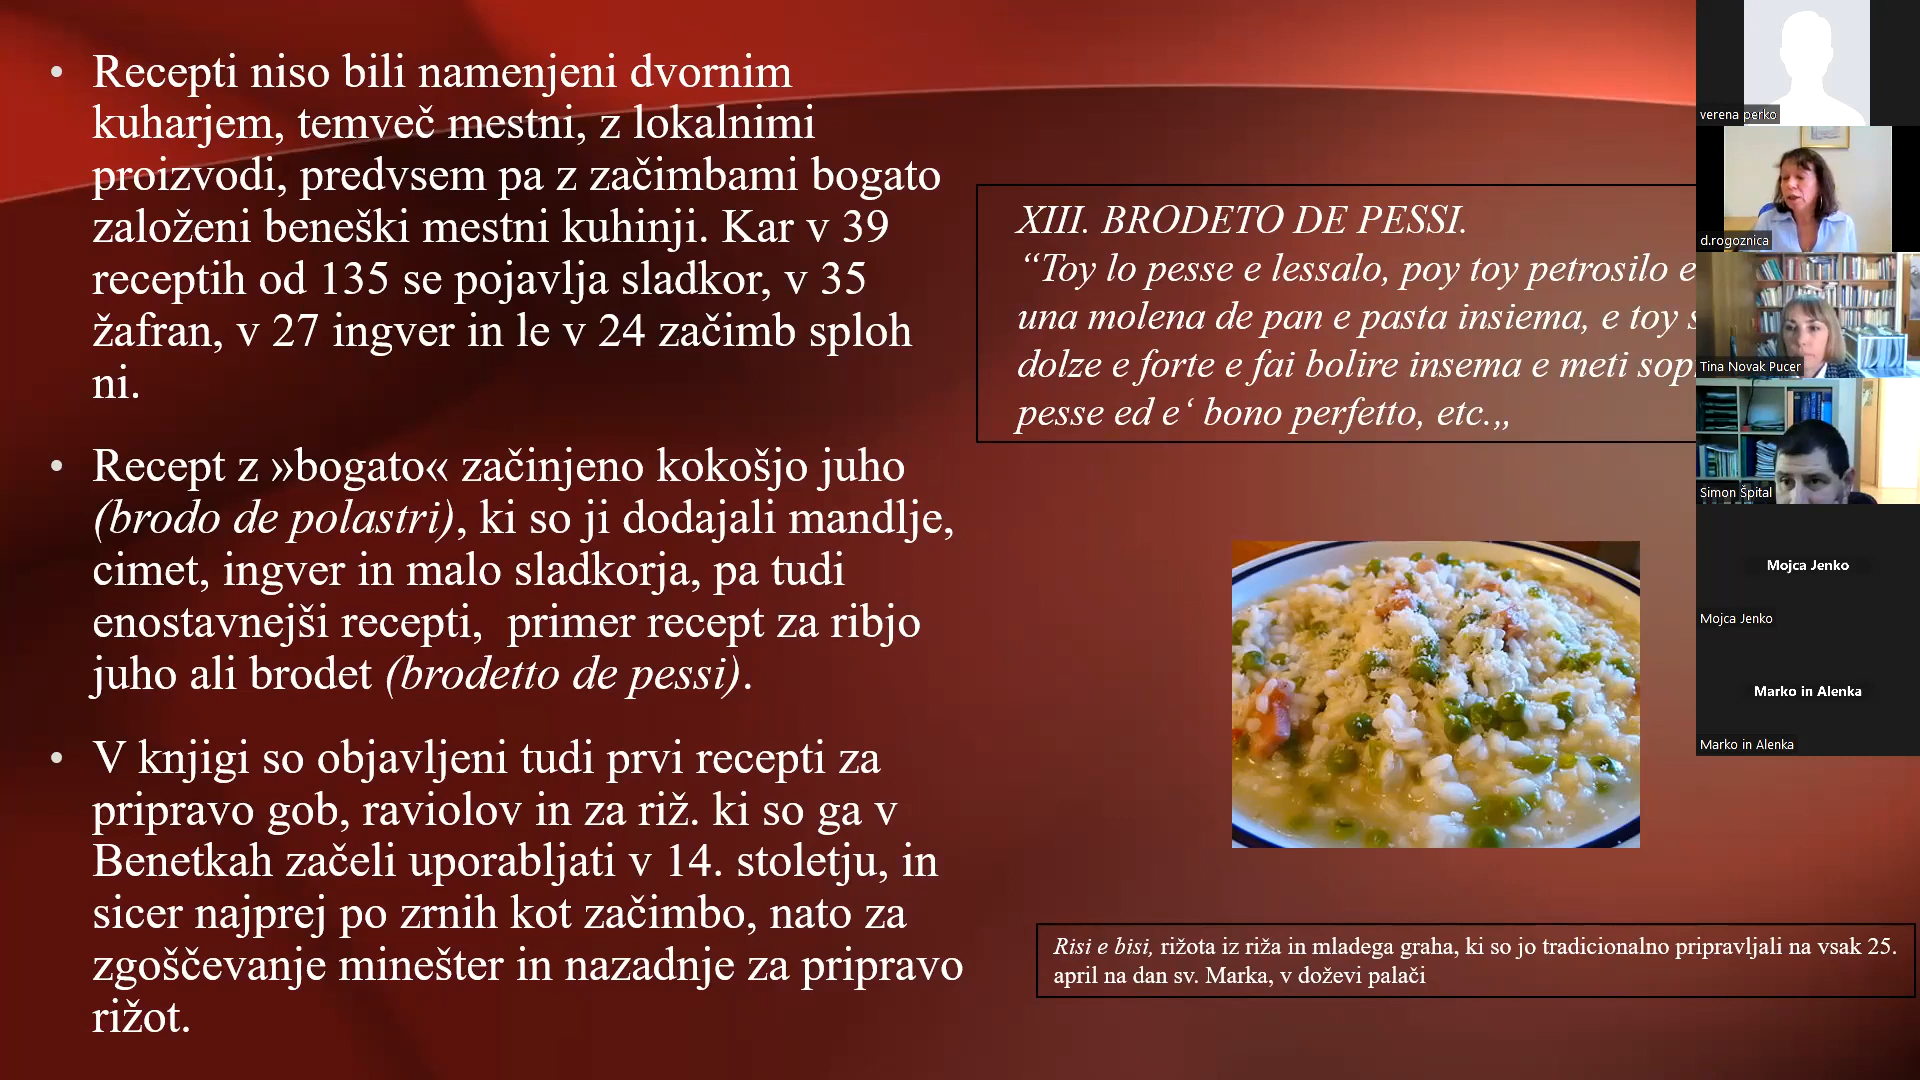 • Recepti niso bili namenjeni dvornim
kuharjem, temveč mestni, z lokalnimi
proizvodi, predvsem pa z začimbami bogato
založeni beneški mestni kuhinji. Kar v 39
receptih od 135 se pojavlja sladkor, v 35
žafran, v 27 ingver in le v 24 začimb sploh
ni.
• Recept z »bogato« začinjeno kokošjo juho
(brodo de polastri), ki so ji dodajali mandlje,
cimet, ingver in malo sladkorja, pa tudi
enostavnejši recepti, primer recept za ribjo
juho ali brodet (brodetto de pessi).
• V knjigi so objavljeni tudi prvi recepti za
pripravo gob, raviolov in za riž. ki so ga v
Benetkah začeli uporabljati v 14. stoletju, in
sicer najprej po zrnih kot začimbo, nato za
zgoščevanje minešter in nazadnje za pripravo
rižot.
XIII. BRODETO DE PESSI.
“Toy lo pesse e lessalo, poy toy petrosilo e
una molena de pan e pasta insiema, e toy
dolze e forte e fai bolire insema e meti
pesse ed e‘ bono perfetto, etc.„
Risi e bisi, rižota iz riža in mladega graha, ki so jo tradicionalno pripravljali na vsak 25.
april na dan sv. Marka, v doževi palači
verena perko
d.rogoznica
Tina Novak Pucer
Simon Špital
Mojca Jenko
Mojca Jenko
Marko in Alenka
Marko in Alenka